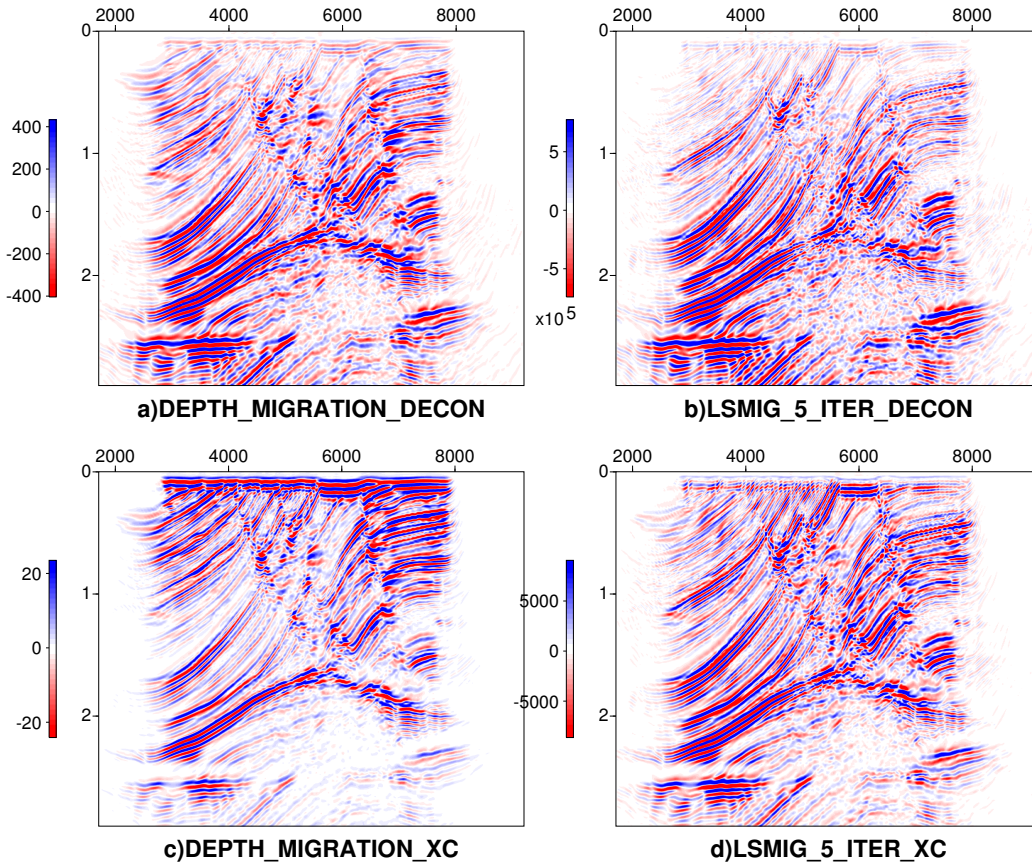 2000 4000 6000 8000
2000 4000 6000 8000
0
0
400
200
0
-200
-400
1
2
5
0
-5
x10 5
1
2
a)DEPTH_MIGRATION_DECON
b)LSMIG_5_ITER_DECON
2000 4000 6000 8000
2000 4000 6000 8000
0
0
20
0
-20
1
2
5000
0
-5000
1
2
c)DEPTH_MIGRATION_XC
d)LSMIG_5_ITER_XC